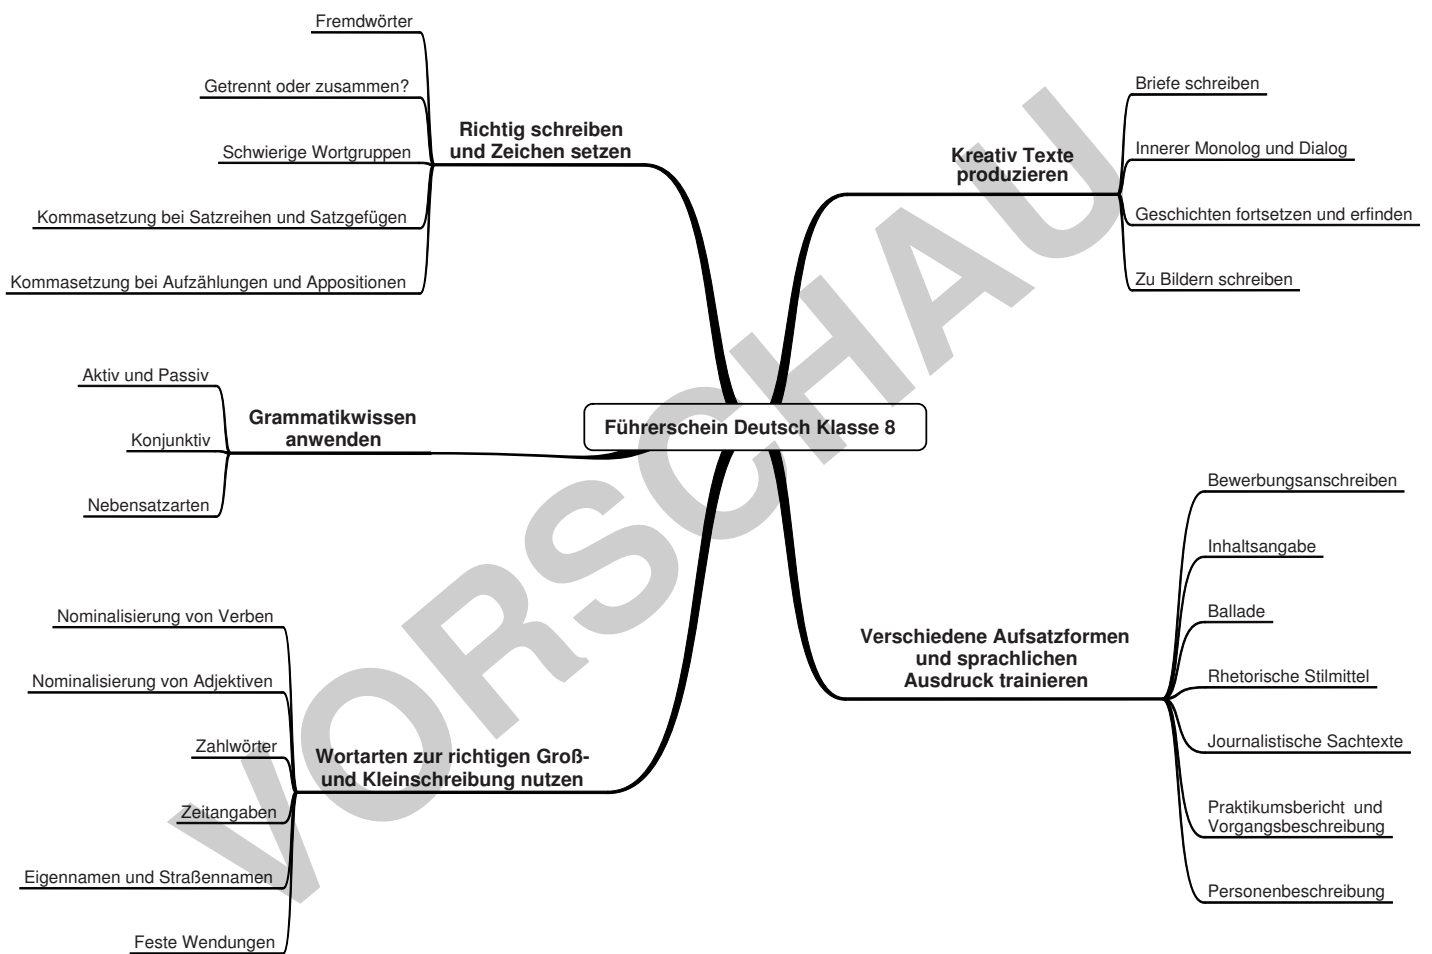 Führerschein Deutsch Klasse 8
Richtig schreiben
und Zeichen setzen
Fremdwörter
Getrennt oder zusammen?
Schwierige Wortgruppen
Kommasetzung bei Satzreihen und Satzgefügen
Kommasetzung bei Aufzählungen und Appositionen
Grammatikwissen
anwenden
Aktiv und Passiv
Konjunktiv
Nebensatzarten
Wortarten zur richtigen Groß-
und Kleinschreibung nutzen
Nominalisierung von Verben
Nominalisierung von Adjektiven
Zahlwörter
Zeitangaben
Eigennamen und Straßennamen
Feste Wendungen
Kreativ Texte
produzieren
Briefe schreiben
Innerer Monolog und Dialog
Geschichten fortsetzen und erfinden
Zu Bildern schreiben
Verschiedene Aufsatzformen
und sprachlichen
Ausdruck trainieren
Bewerbungsanschreiben
Inhaltsangabe
Ballade
Rhetorische Stilmittel
Journalistische Sachtexte
Praktikumsbericht und
Vorgangsbeschreibung
Personenbeschreibung
VORSCHAU